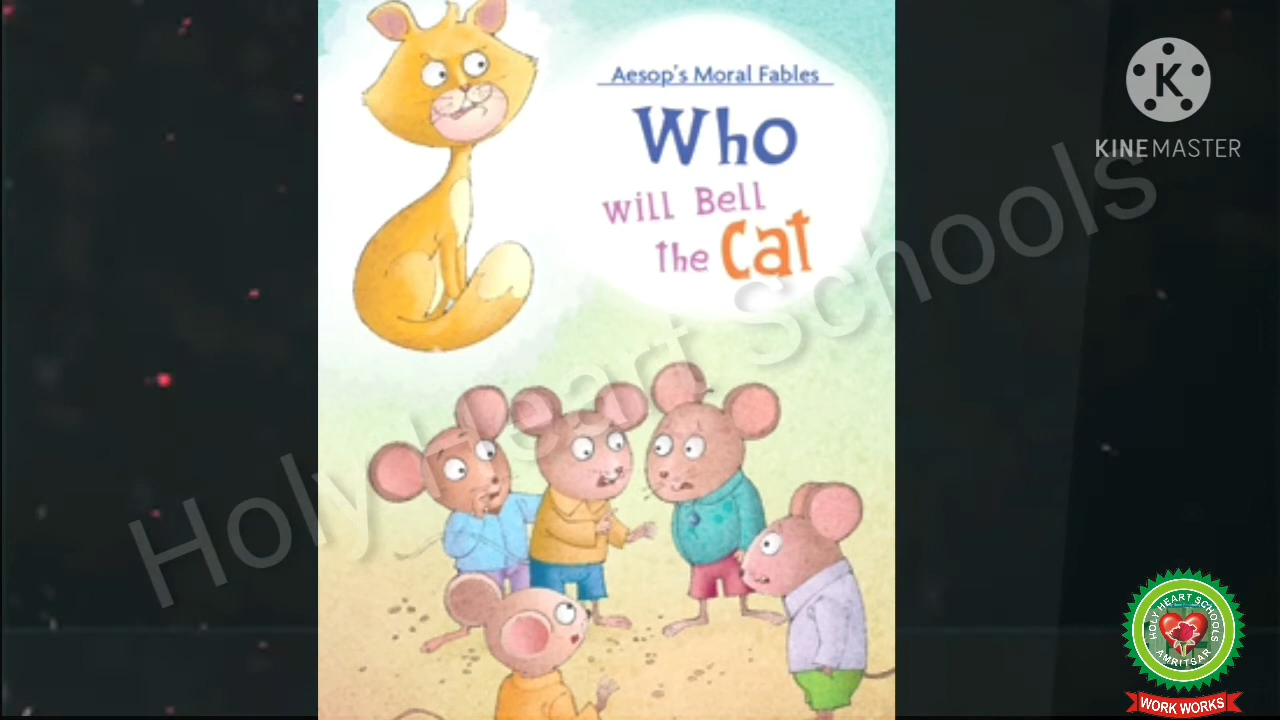 Aesop's Moral Fables
Who
will Bell
the Cat
K
KINEMASTER
Holy Heart Schools
HOLY HEART SCHOOLS
AMRITSAR
WORK WORKS